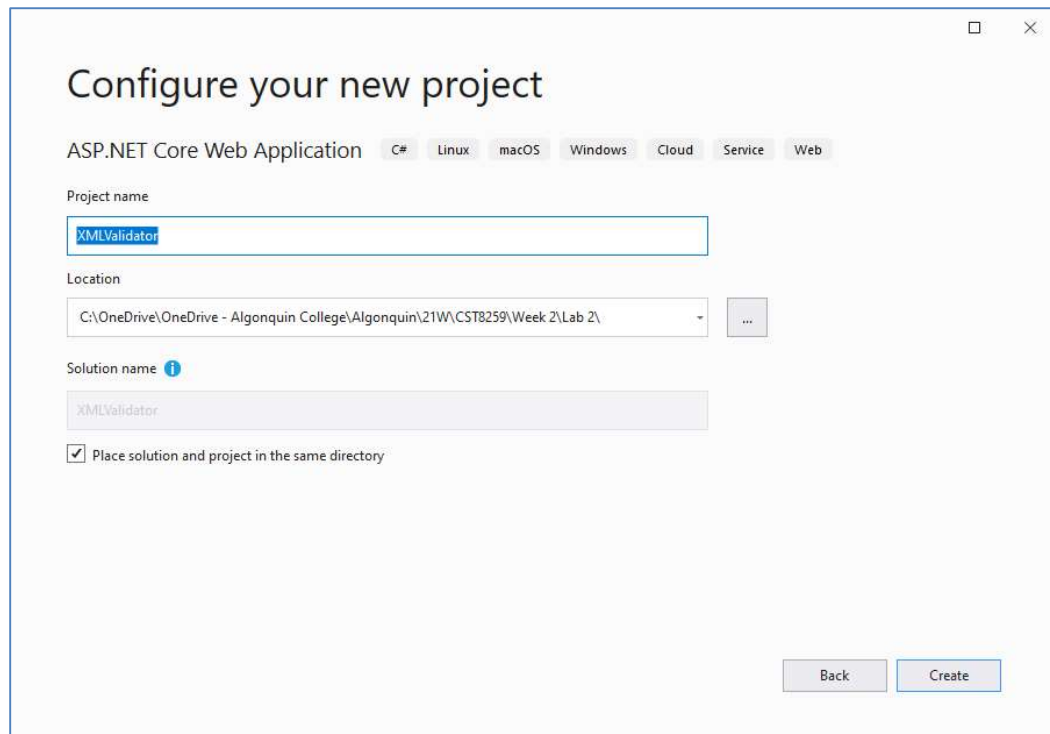 Configure your new project
ASP.NET Core Web Application C# Linux macOS Windows Cloud Service Web
Project name
XMLValidator
Location
C:\OneDrive\OneDrive - Algonquin College\Algonquin\21W\CST8259\Week 2\Lab 2\
...
Solution name
XMLValidator
Place solution and project in the same directory
Back Create